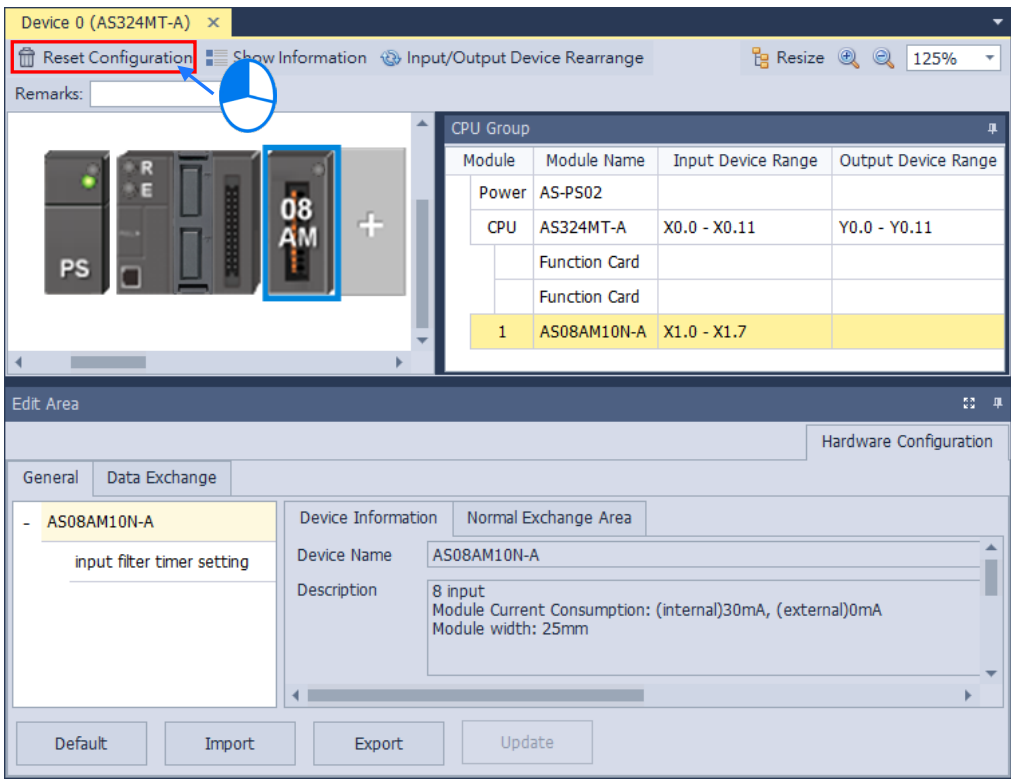 Device 0 (AS324MT-A) ×
Reset Configuration Show Information Input/Output Device Rearrange Resize 125%
Remarks:
R
E
PS
08
AM
+
CPU Group
Module Module Name Input Device Range Output Device Range
Power AS-PS02
CPU AS324MT-A X0.0 - X0.11 Y0.0 - Y0.11
Function Card
Function Card
1 AS08AM10N-A X1.0 - X1.7
Edit Area
Hardware Configuration
General Data Exchange
- AS08AM10N-A
input filter timer setting
Device Information Normal Exchange Area
Device Name AS08AM10N-A
Description 8 input
Module Current Consumption: (internal)30mA, (external)0mA
Module width: 25mm
Default Import Export Update